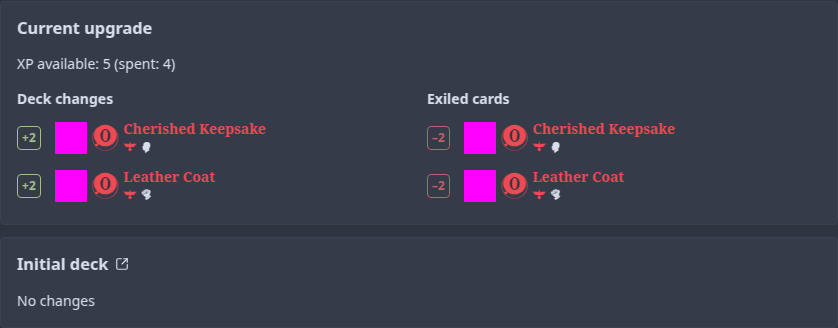 Current upgrade
XP available: 5 (spent: 4)
Deck changes
+2 0 Cherished Keepsake
+2 0 Leather Coat
Exiled cards
−2 0 Cherished Keepsake
−2 0 Leather Coat
Initial deck
No changes